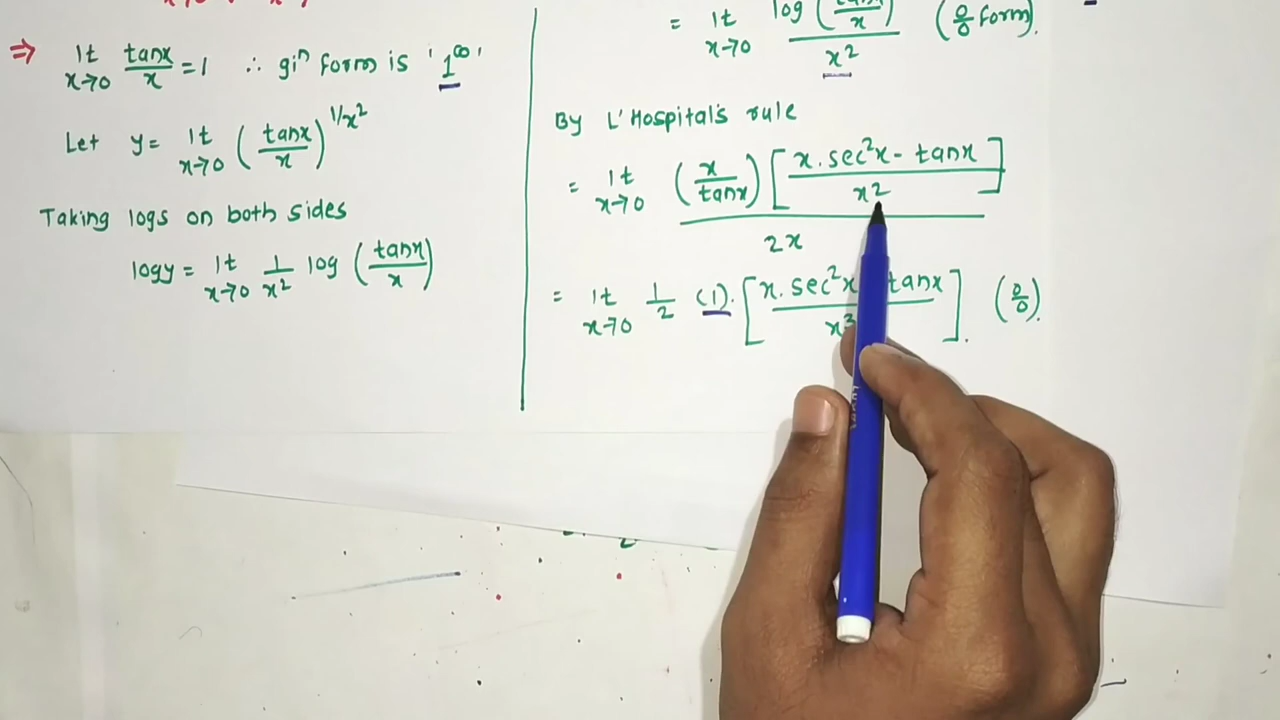 ⇒ lt x→0 tanx/x = 1 ∴ giⁿ form is '1^∞'
Let y = lt x→0 (tanx/x)^1/x²
Taking logs on both sides
logy = lt x→0 1/x² log (tanx/x)
= lt x→0 log (tanx/x) / x² (0/0 form).
By L'Hospital's rule
= lt x→0 (x/tanx) [x.sec²x - tanx / x²] / 2x
= lt x→0 1/2 (1). [x.sec²x tanx / x³]. (0/0).